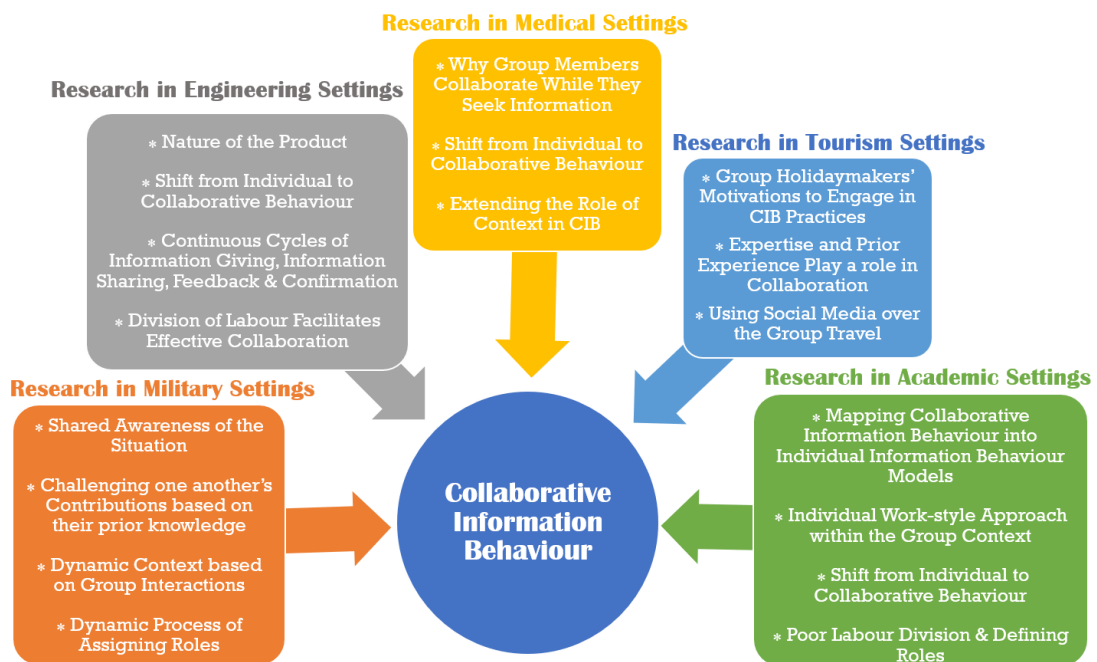 Research in Medical Settings
* Why Group Members
Collaborate While They
Seek Information
* Shift from Individual to
Collaborative Behaviour
* Extending the Role of
Context in CIB
Research in Engineering Settings
* Nature of the Product
* Shift from Individual to
Collaborative Behaviour
* Continuous Cycles of
Information Giving, Information
Sharing, Feedback & Confirmation
* Division of Labour Facilitates
Effective Collaboration
Research in Tourism Settings
* Group Holidaymakers'
Motivations to Engage in
CIB Practices
* Expertise and Prior
Experience Play a role in
Collaboration
* Using Social Media over
the Group Travel
Research in Military Settings
* Shared Awareness of the
Situation
* Challenging one another's
Contributions based on
their prior knowledge
* Dynamic Context based
on Group Interactions
* Dynamic Process of
Assigning Roles
Collaborative
Information
Behaviour
Research in Academic Settings
* Mapping Collaborative
Information Behaviour into
Individual Information Behaviour
Models
* Individual Work-style Approach
within the Group Context
* Shift from Individual to
Collaborative Behaviour
* Poor Labour Division & Defining
Roles